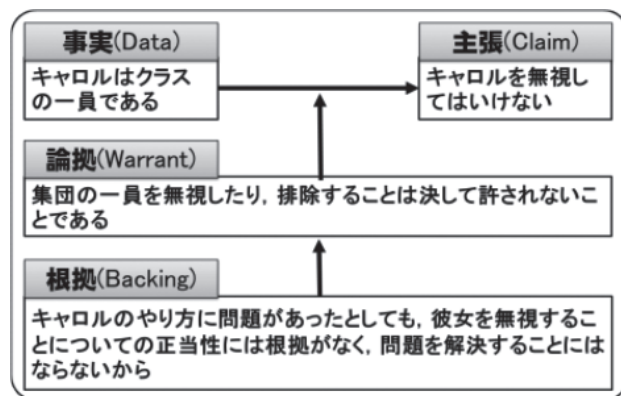 事実(Data)
キャロルはクラス
の一員である
主張(Claim)
キャロルを無視し
てはいけない
論拠(Warrant)
集団の一員を無視したり, 排除することは決して許されないこ
とである
根拠(Backing)
キャロルのやり方に問題があったとしても, 彼女を無視するこ
とについての正当性には根拠がなく, 問題を解決することには
ならないから